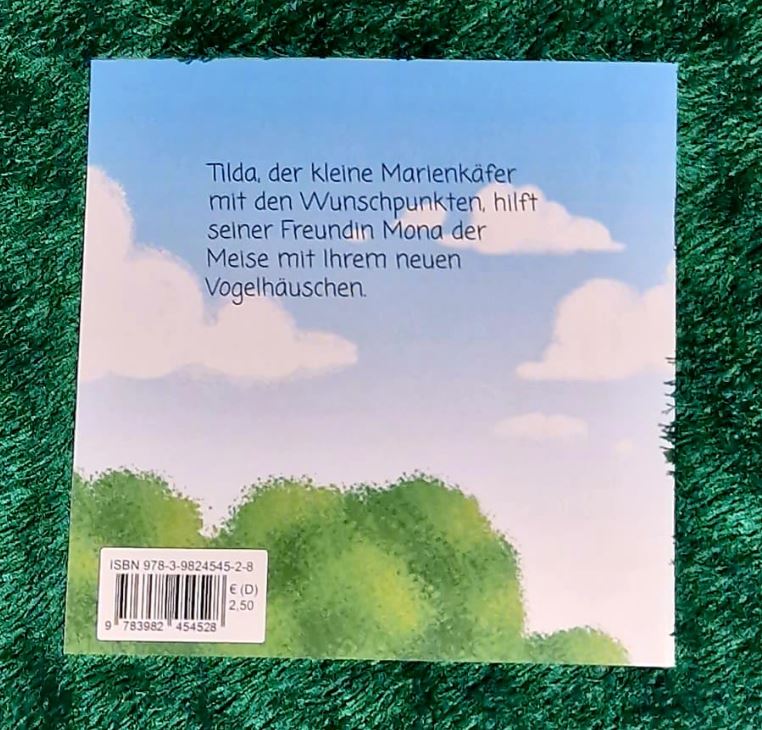 Tilda, der kleine Marienkäfer
mit den Wunschpunkten, hilft
seiner Freundin Mona der
Meise mit Ihrem neuen
Vogelhäuschen.
ISBN 978-3-9824545-2-8
€ (D)
2,50
9 783982 454528